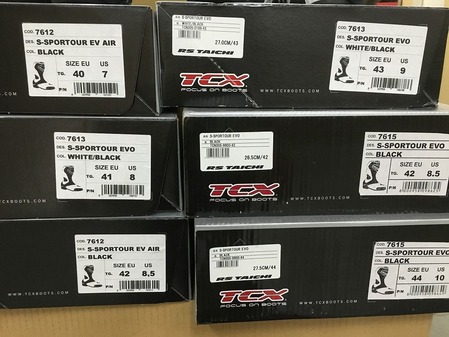 COD. 7612
DES. S-SPORTOUR EV AIR
COL. BLACK
SIZE EU US
TG. 40 7
P/N
S-SPORTOUR EVO
WHITE/BLACK
27.0CM/43
RS TAICHI
TCX
FOCUS ON BOOTS
WWW.TCXBOOTS.COM
COD. 7613
DES. S-SPORTOUR EVO
COL. WHITE/BLACK
SIZE EU US
TG. 43 9
P/N
COD. 7613
DES. S-SPORTOUR EVO
COL. WHITE/BLACK
SIZE EU US
TG. 41 8
P/N
WWW.TCXBOOTS.COM
S-SPORTOUR EVO
BLACK
26.5CM/42
RS TAICHI
TCX
FOCUS ON BOOTS
COD. 7615
DES. S-SPORTOUR EVO
COL. BLACK
SIZE EU US
TG. 42 8.5
P/N
COD. 7612
DES. S-SPORTOUR EV AIR
COL. BLACK
SIZE EU US
TG. 42 8.5
P/N
WWW.TCXBOOTS.COM
S-SPORTOUR EVO
BLACK
27.5CM/44
RS TAICHI
TCX
FOCUS ON BOOTS
WWW.TCXBOOTS.COM
COD. 7615
DES. S-SPORTOUR EVO
COL. BLACK
SIZE EU US
TG. 44 10
P/N